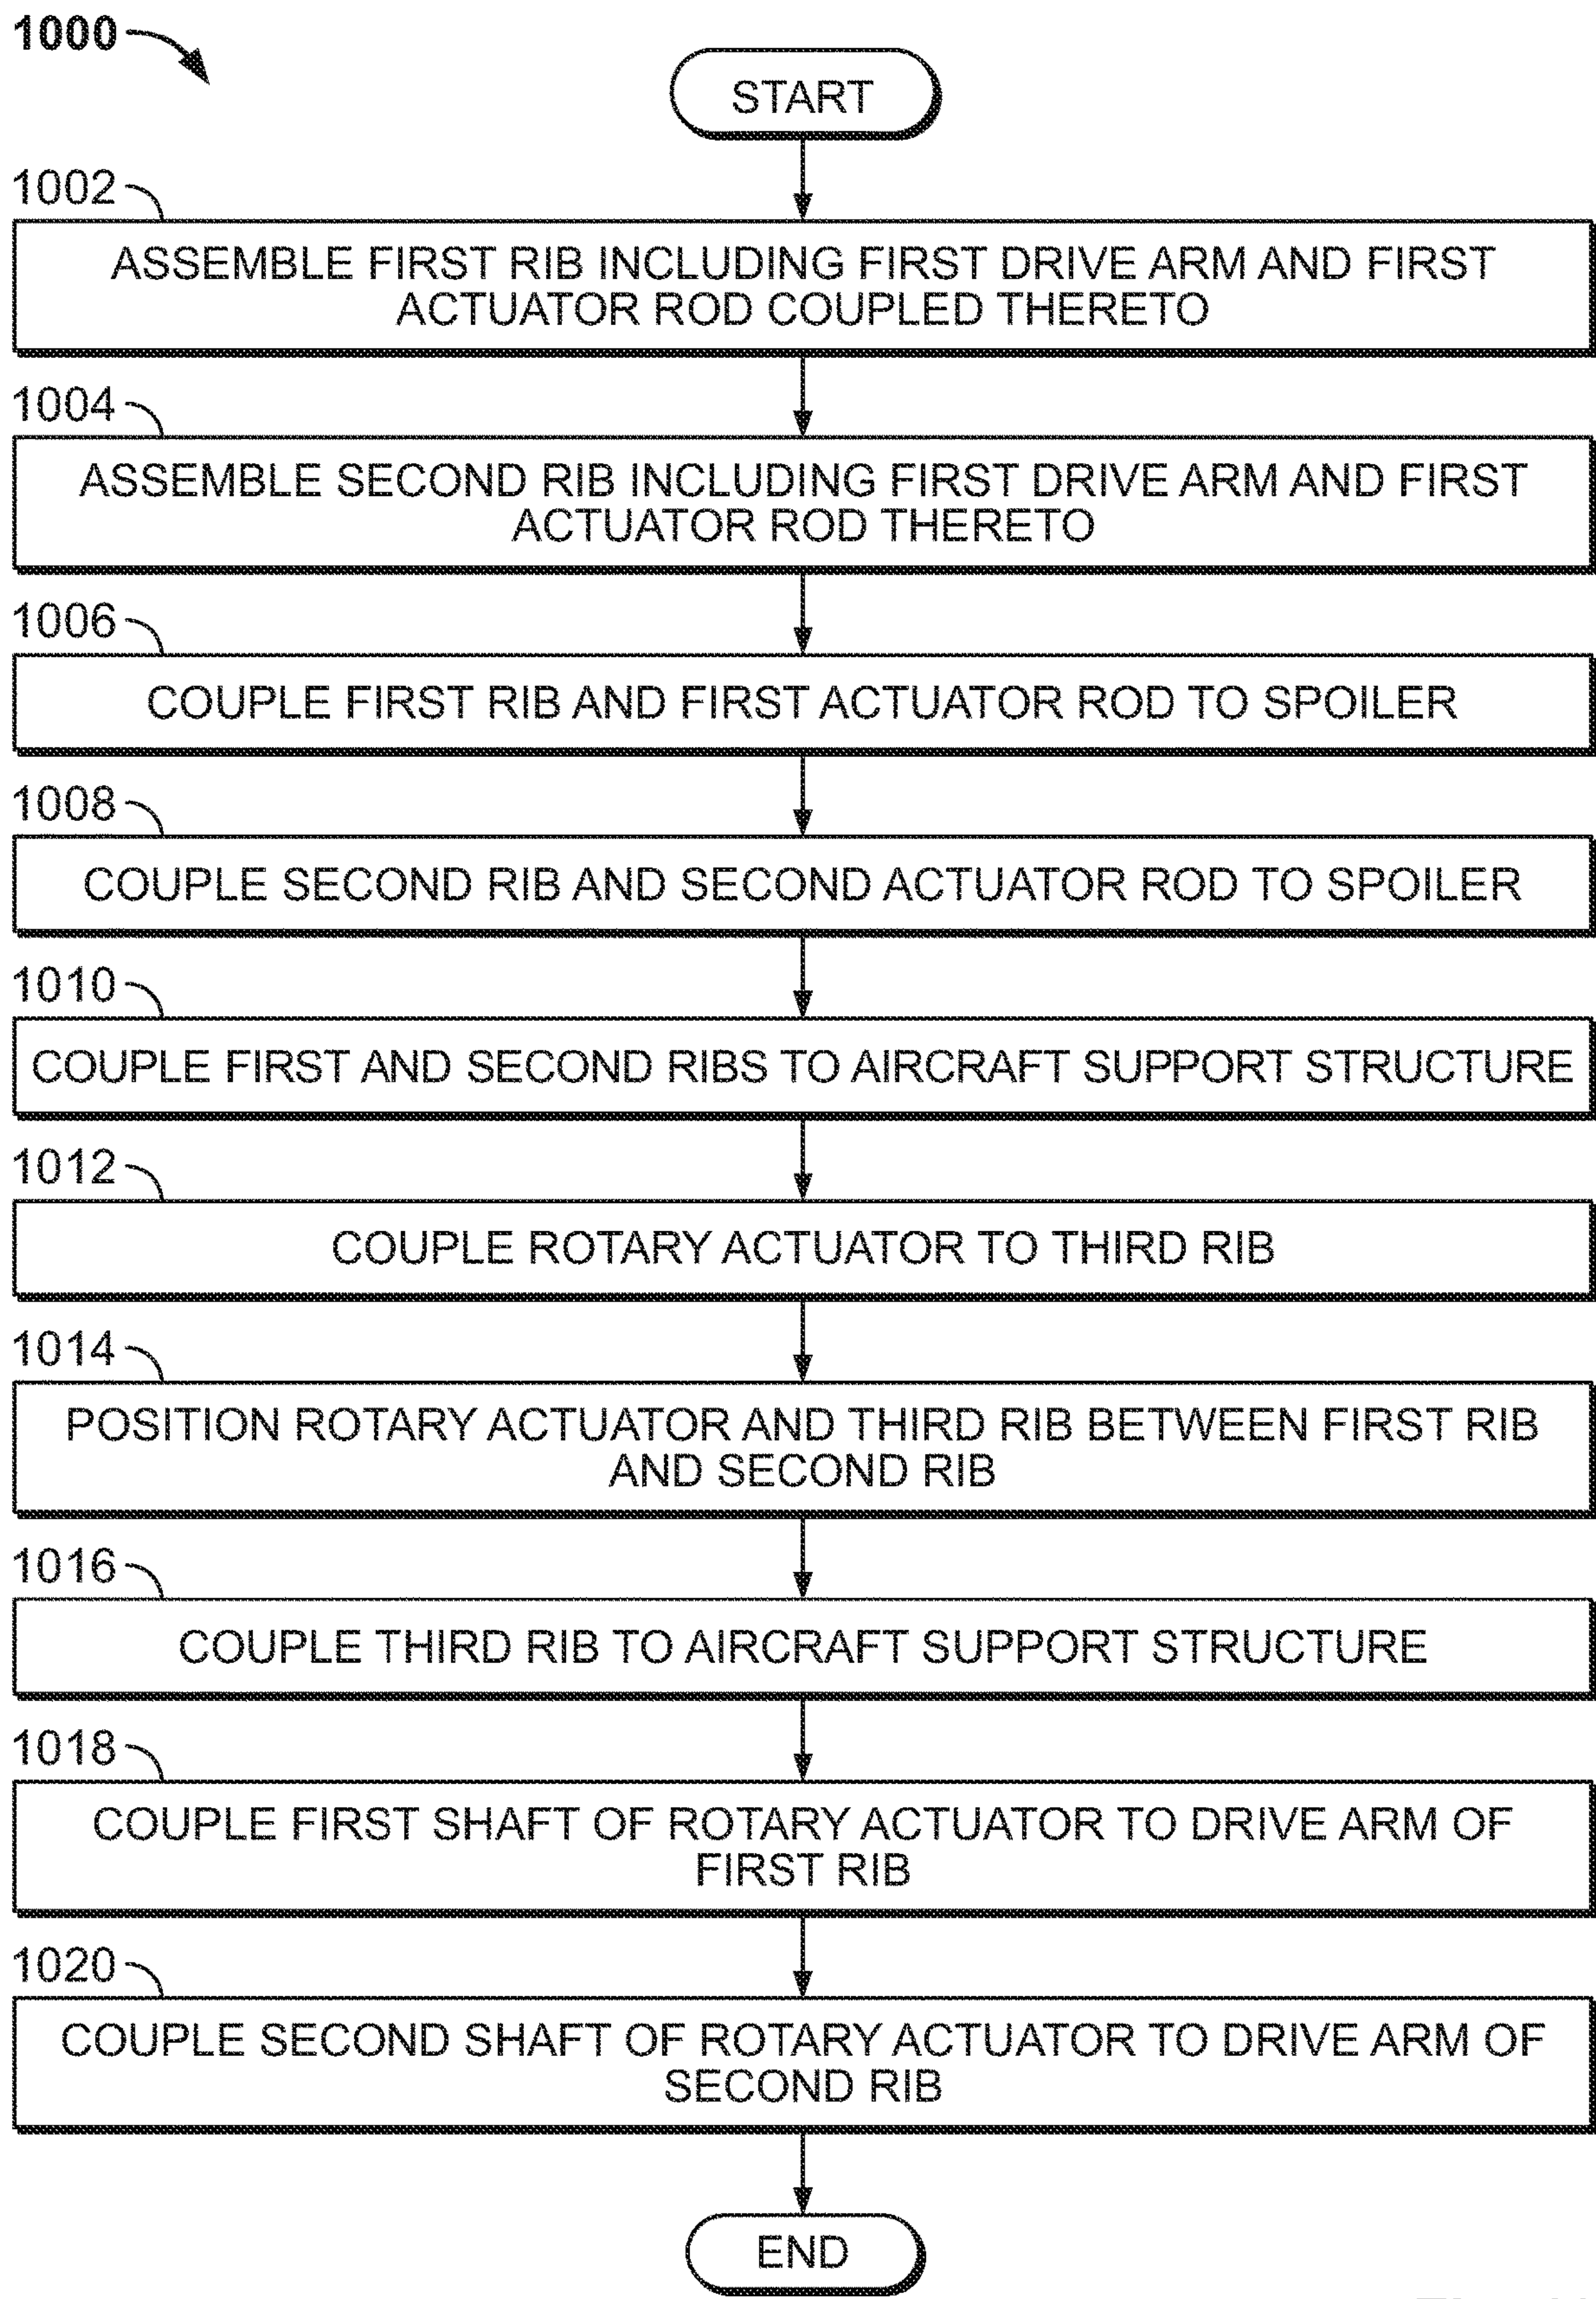 1000
START
1002
ASSEMBLE FIRST RIB INCLUDING FIRST DRIVE ARM AND FIRST
ACTUATOR ROD COUPLED THERETO
1004
ASSEMBLE SECOND RIB INCLUDING FIRST DRIVE ARM AND FIRST
ACTUATOR ROD THERETO
1006
COUPLE FIRST RIB AND FIRST ACTUATOR ROD TO SPOILER
1008
COUPLE SECOND RIB AND SECOND ACTUATOR ROD TO SPOILER
1010
COUPLE FIRST AND SECOND RIBS TO AIRCRAFT SUPPORT STRUCTURE
1012
COUPLE ROTARY ACTUATOR TO THIRD RIB
1014
POSITION ROTARY ACTUATOR AND THIRD RIB BETWEEN FIRST RIB
AND SECOND RIB
1016
COUPLE THIRD RIB TO AIRCRAFT SUPPORT STRUCTURE
1018
COUPLE FIRST SHAFT OF ROTARY ACTUATOR TO DRIVE ARM OF
FIRST RIB
1020
COUPLE SECOND SHAFT OF ROTARY ACTUATOR TO DRIVE ARM OF
SECOND RIB
END